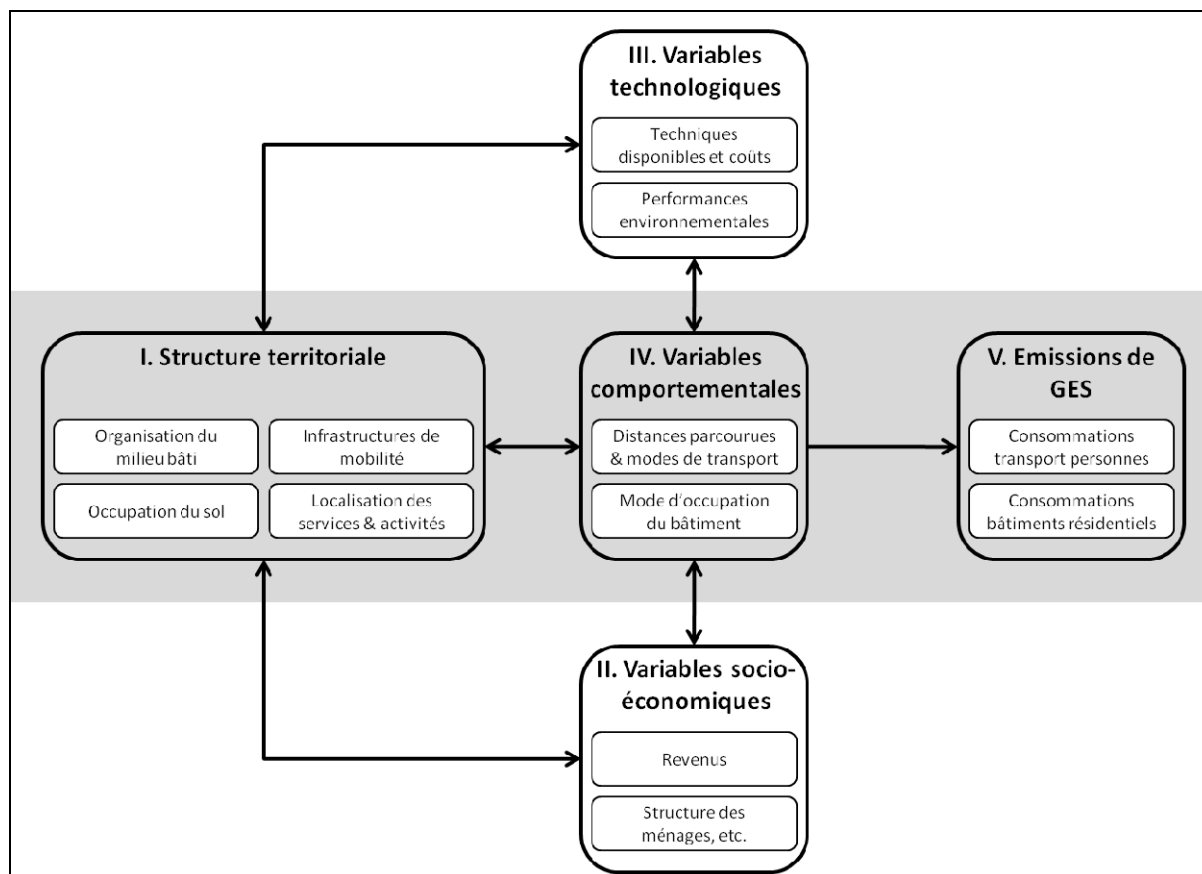 III. Variables
technologiques
Techniques
disponibles et coûts
Performances
environnementales
I. Structure territoriale
Organisation du
milieu bâti
Infrastructures de
mobilité
Occupation du sol
Localisation des
services & activités
IV. Variables
comportementales
Distances parcourues
& modes de transport
Mode d'occupation
du bâtiment
V. Emissions de
GES
Consommations
transport personnes
Consommations
bâtiments résidentiels
II. Variables socio-
économiques
Revenus
Structure des
ménages, etc.